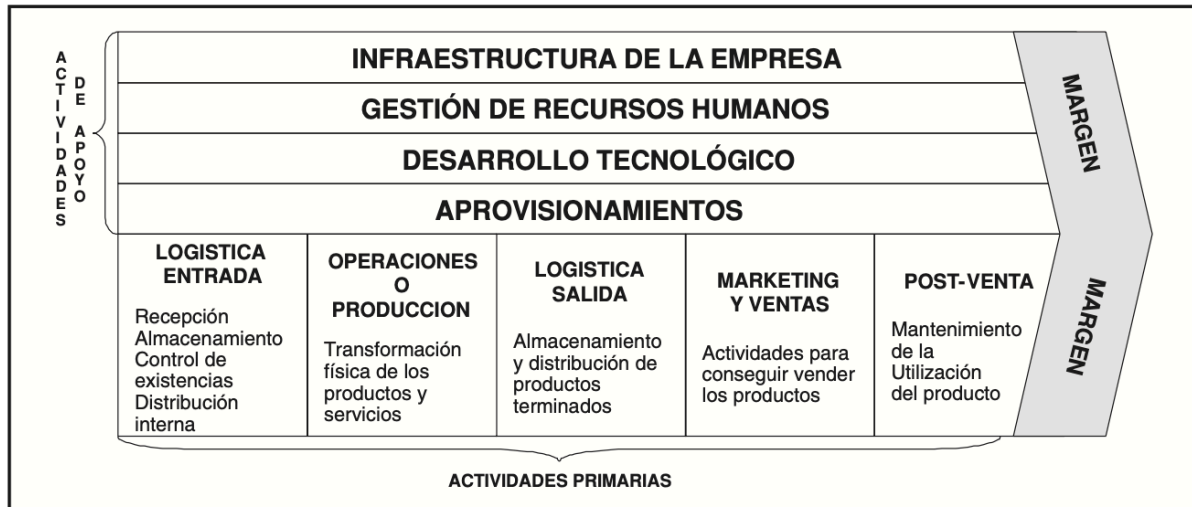 ACTIVIDADES
DE APOYO
INFRAESTRUCTURA DE LA EMPRESA
GESTIÓN DE RECURSOS HUMANOS
DESARROLLO TECNOLÓGICO
APROVISIONAMIENTOS
MARGEN
LOGISTICA
ENTRADA
Recepción
Almacenamiento
Control de
existencias
Distribución
interna
OPERACIONES
O
PRODUCCION
Transformación
física de los
productos y
servicios
LOGISTICA
SALIDA
Almacenamiento
y distribución de
productos
terminados
MARKETING
Y VENTAS
Actividades para
conseguir vender
los productos
POST-VENTA
Mantenimiento
de la
Utilización
del producto
MARGEN
ACTIVIDADES PRIMARIAS